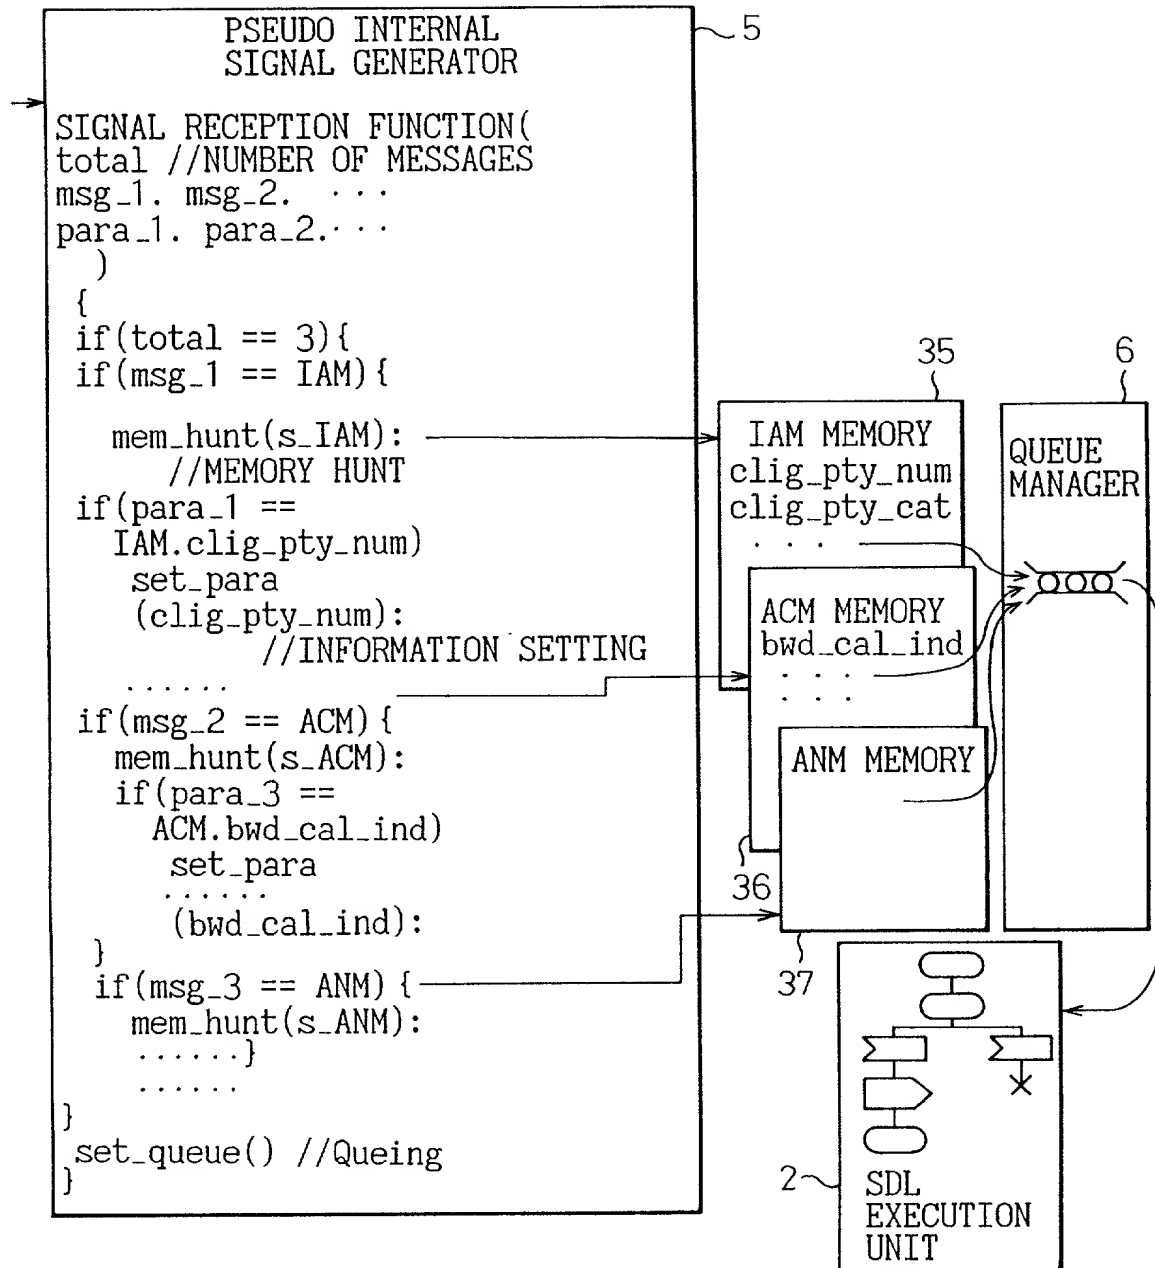 PSEUDO INTERNAL
SIGNAL GENERATOR
5
SIGNAL RECEPTION FUNCTION(
total //NUMBER OF MESSAGES
msg_1. msg_2. ···
para_1. para_2.···
)
{
if(total == 3){
if(msg_1 == IAM){
mem_hunt(s_IAM):
//MEMORY HUNT
if(para_1 ==
IAM.clig_pty_num)
set_para
(clig_pty_num):
//INFORMATION SETTING
······
if(msg_2 == ACM){
mem_hunt(s_ACM):
if(para_3 ==
ACM.bwd_cal_ind)
set_para
······
(bwd_cal_ind):
}
if(msg_3 == ANM){
mem_hunt(s_ANM):
······}
······
}
set_queue() //Queing
}
35
IAM MEMORY
clig_pty_num
clig_pty_cat
· · ·
ACM MEMORY
bwd_cal_ind
· · · ·
· · ·
36
ANM MEMORY
37
6
QUEUE
MANAGER
2
SDL
EXECUTION
UNIT